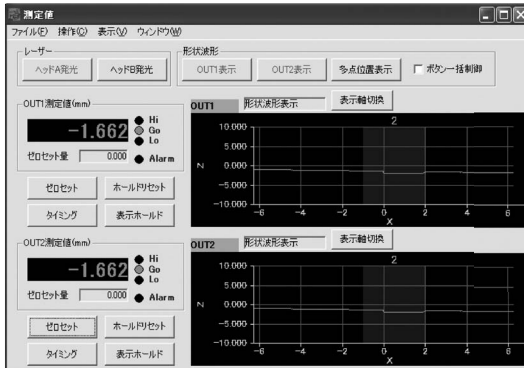 測定値
ファイル(F) 操作(C) 表示(V) ウィンドウ(W)
レーザー
ヘッドA発光 ヘッドB発光
形状波形
OUT1表示 OUT2表示 多点位置表示 ボタン一括制御
OUT1測定値(mm)
-1.662
Hi
Go
Lo
ゼロセット量 0.000 Alarm
ゼロセット ホールドリセット
タイミング 表示ホールド
OUT1 形状波形表示 表示軸切換
2
10.000
5.000
0.000
-5.000
-10.000
Z
-6 -4 -2 0 2 4 6
X
OUT2測定値(mm)
-1.662
Hi
Go
Lo
ゼロセット量 0.000 Alarm
ゼロセット ホールドリセット
タイミング 表示ホールド
OUT2 形状波形表示 表示軸切換
2
10.000
5.000
0.000
-5.000
-10.000
Z
-6 -4 -2 0 2 4 6
X